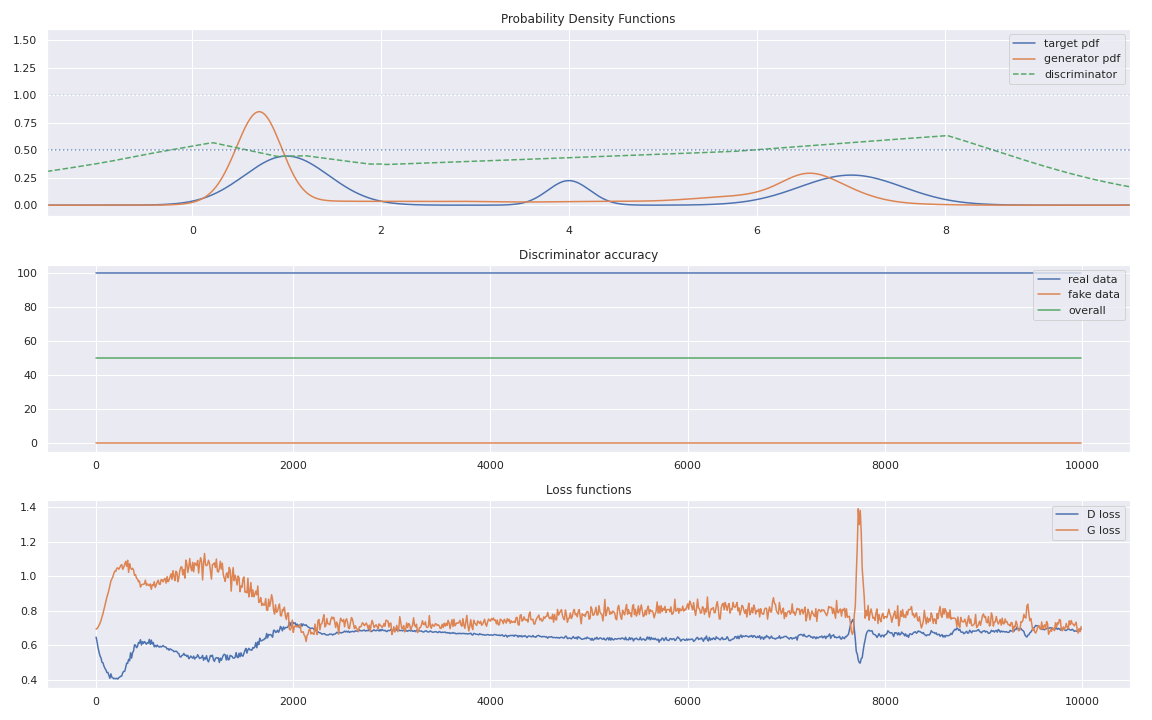 Probability Density Functions
1.50
1.25
1.00
0.75
0.50
0.25
0.00
target pdf
generator pdf
discriminator
0 2 4 6 8
Discriminator accuracy
100
80
60
40
20
0
real data
fake data
overall
0 2000 4000 6000 8000 10000
Loss functions
1.4
1.2
1.0
0.8
0.6
0.4
D loss
G loss
0 2000 4000 6000 8000 10000